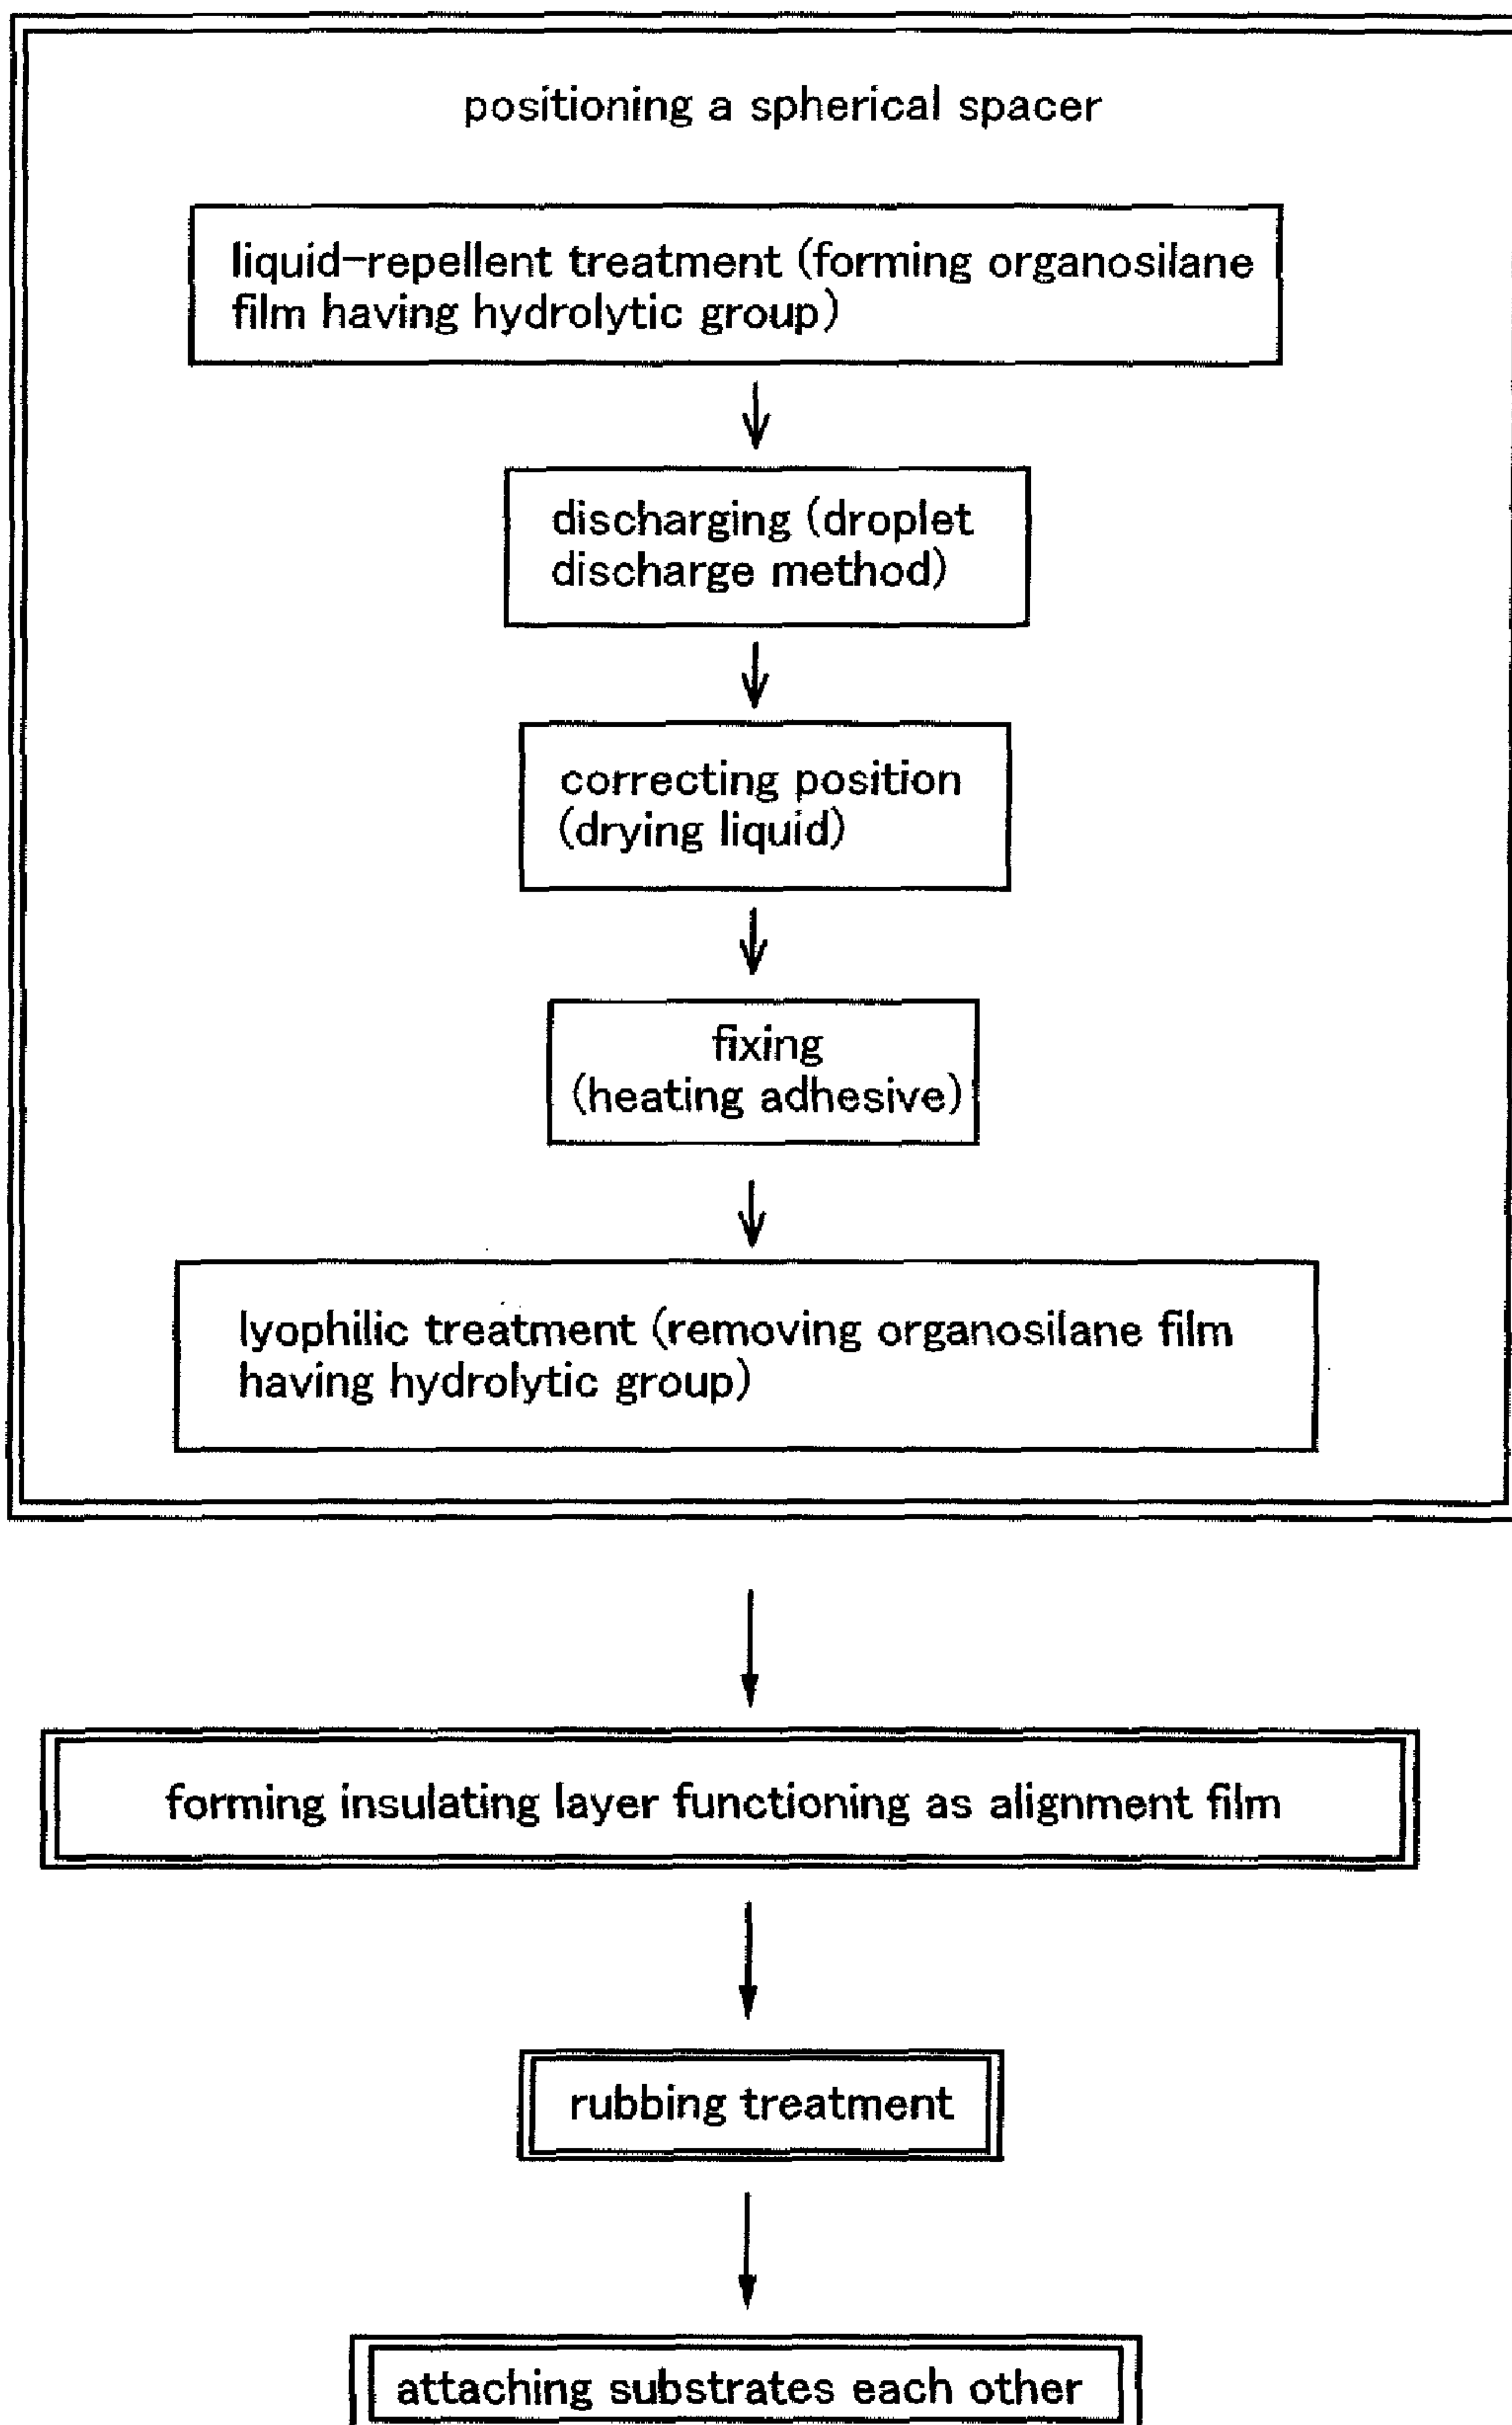 positioning a spherical spacer
liquid-repellent treatment (forming organosilane
film having hydrolytic group)
discharging (droplet
discharge method)
correcting position
(drying liquid)
fixing
(heating adhesive)
lyophilic treatment (removing organosilane film
having hydrolytic group)
forming insulating layer functioning as alignment film
rubbing treatment
attaching substrates each other